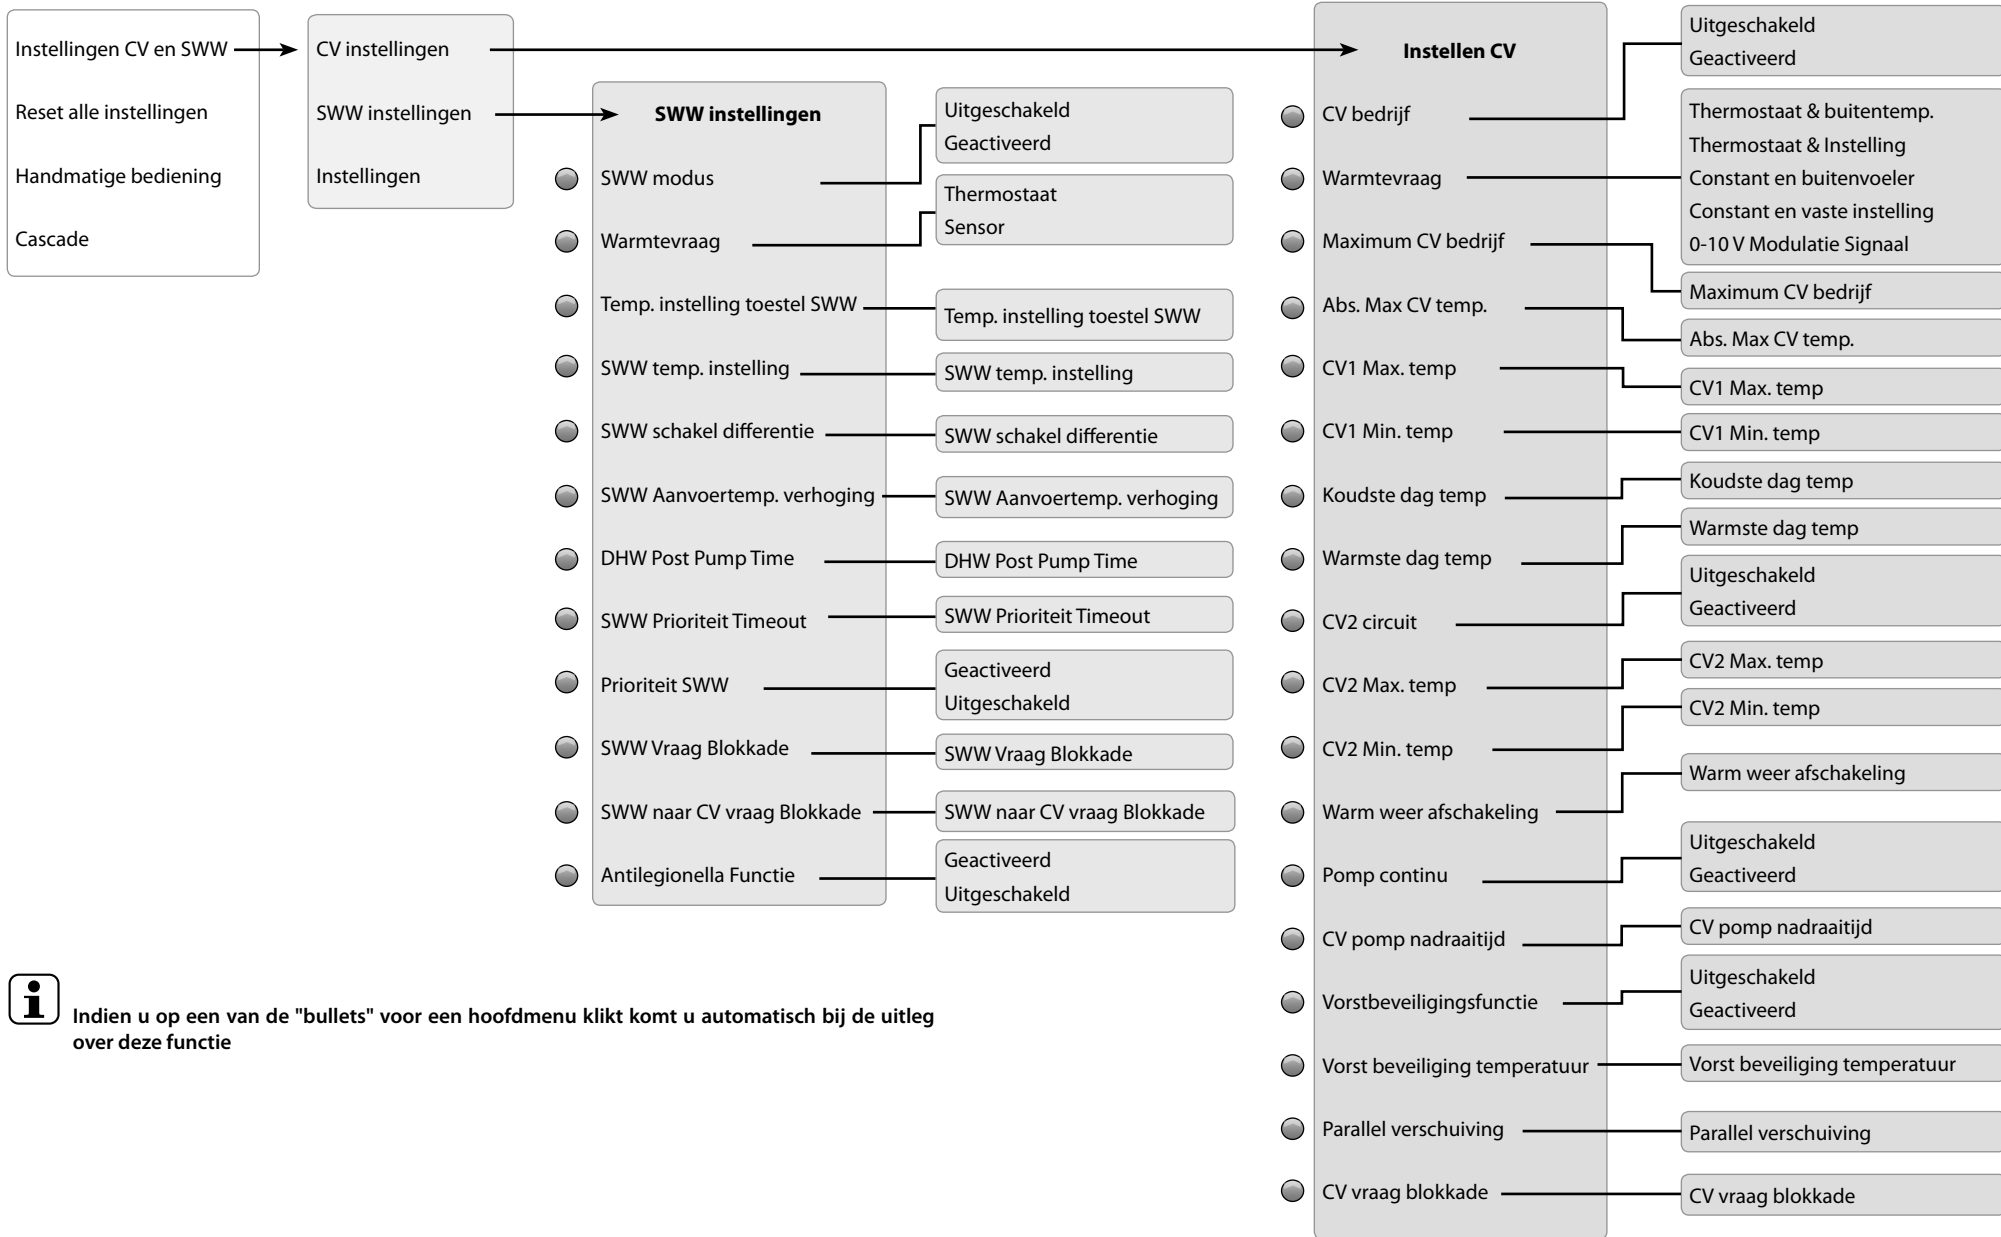 Instellingen CV en SWW
Reset alle instellingen
Handmatige bediening
Cascade
CV instellingen
SWW instellingen
Instellingen
SWW instellingen
SWW modus
Warmtevraag
Temp. instelling toestel SWW
SWW temp. instelling
SWW schakel differentie
SWW Aanvoertemp. verhoging
DHW Post Pump Time
SWW Prioriteit Timeout
Prioriteit SWW
SWW Vraag Blokkade
SWW naar CV vraag Blokkade
Antilegionella Functie
Uitgeschakeld
Geactiveerd
Thermostaat
Sensor
Temp. instelling toestel SWW
SWW temp. instelling
SWW schakel differentie
SWW Aanvoertemp. verhoging
DHW Post Pump Time
SWW Prioriteit Timeout
Geactiveerd
Uitgeschakeld
SWW Vraag Blokkade
SWW naar CV vraag Blokkade
Geactiveerd
Uitgeschakeld
Instellen CV
CV bedrijf
Warmtevraag
Maximum CV bedrijf
Abs. Max CV temp.
CV1 Max. temp
CV1 Min. temp
Koudste dag temp
Warmste dag temp
CV2 circuit
CV2 Max. temp
CV2 Min. temp
Warm weer afschakeling
Pomp continu
CV pomp nadraaitijd
Vorstbeveiligingsfunctie
Vorst beveiliging temperatuur
Parallel verschuiving
CV vraag blokkade
Uitgeschakeld
Geactiveerd
Thermostaat & buitentemp.
Thermostaat & Instelling
Constant en buitenvoeler
Constant en vaste instelling
0-10 V Modulatie Signaal
Maximum CV bedrijf
Abs. Max CV temp.
CV1 Max. temp
CV1 Min. temp
Koudste dag temp
Warmste dag temp
Uitgeschakeld
Geactiveerd
CV2 Max. temp
CV2 Min. temp
Warm weer afschakeling
Uitgeschakeld
Geactiveerd
CV pomp nadraaitijd
Uitgeschakeld
Geactiveerd
Vorst beveiliging temperatuur
Parallel verschuiving
CV vraag blokkade
i
Indien u op een van de "bullets" voor een hoofdmenu klikt komt u automatisch bij de uitleg
over deze functie